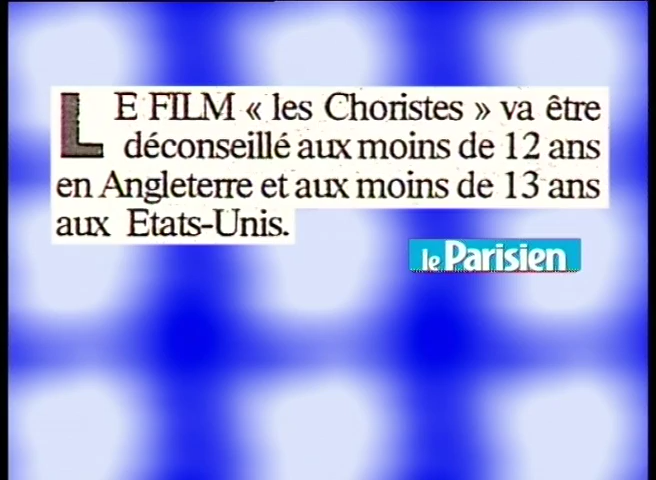 LE FILM « les Choristes » va être
déconseillé aux moins de 12 ans
en Angleterre et aux moins de 13 ans
aux Etats-Unis.
le Parisien